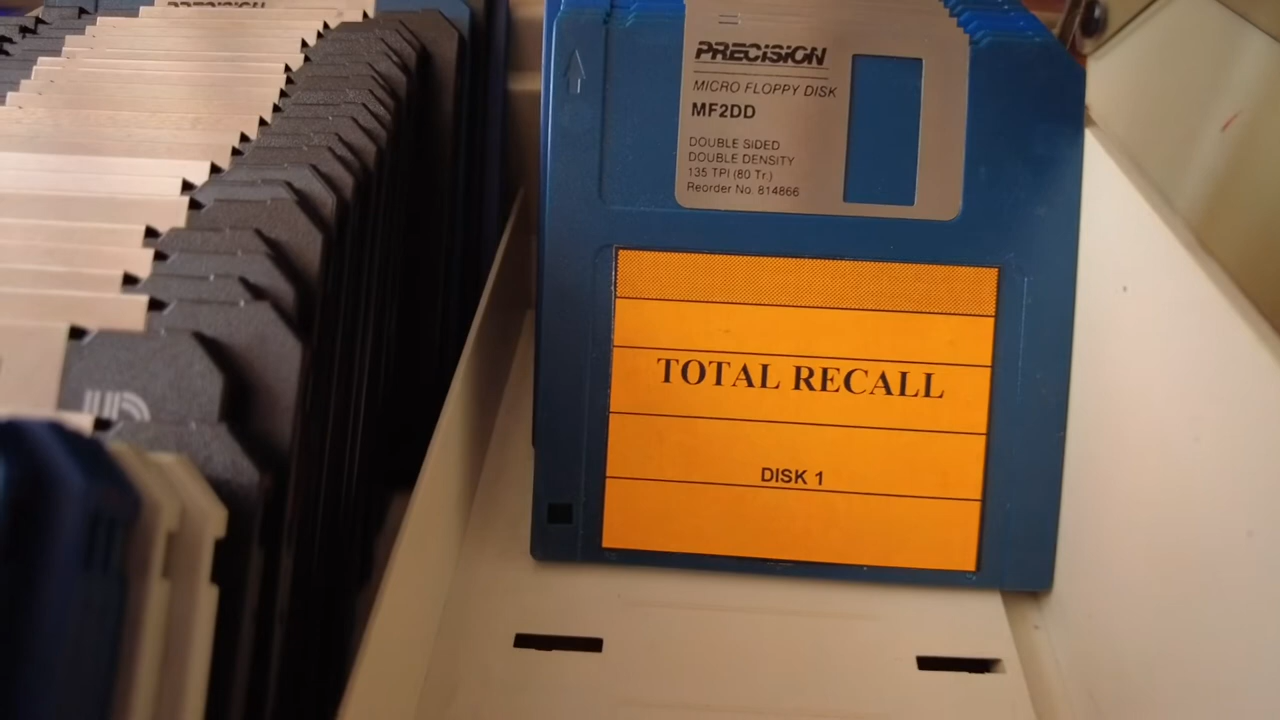 PRECISION
PRECISION
MICRO FLOPPY DISK
MF2DD
DOUBLE SIDED
DOUBLE DENSITY
135 TPI (80 Tr.)
Reorder No. 814866
TOTAL RECALL
DISK 1